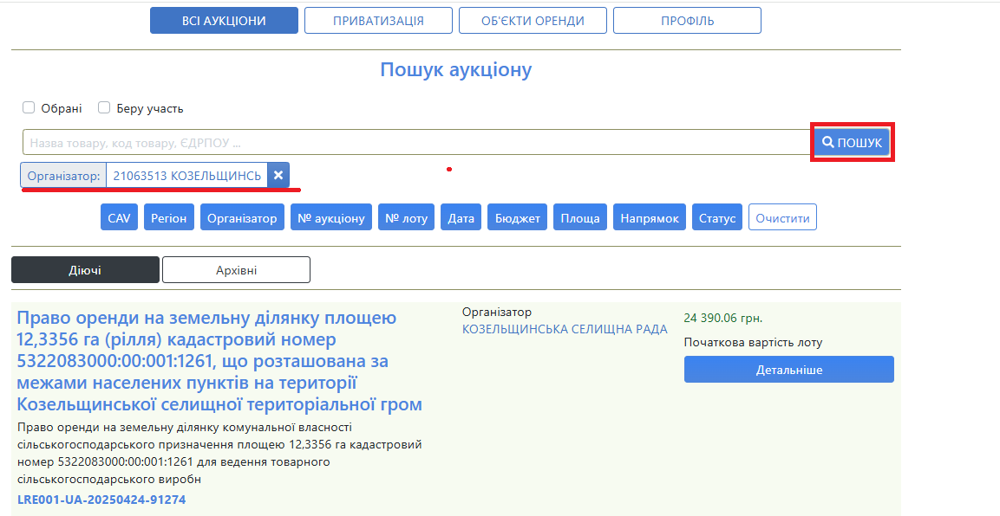 ВСІ АУКЦІОНИ
ПРИВАТИЗАЦІЯ
ОБ'ЄКТИ ОРЕНДИ
ПРОФІЛЬ
Пошук аукціону
Обрані
Беру участь
Назва товару, код товару, ЄДРПОУ ...
ПОШУК
Організатор:
21063513 КОЗЕЛЬЩИНСЬ
CAV
Регіон
Організатор
№ аукціону
№ лоту
Дата
Бюджет
Площа
Напрямок
Статус
Очистити
Діючі
Архівні
Право оренди на земельну ділянку площею
12,3356 га (рілля) кадастровий номер
5322083000:00:001:1261, що розташована за
межами населених пунктів на території
Козельщинської селищної територіальної гром
Право оренди на земельну ділянку комунальної власності
сільськогосподарського призначення площею 12,3356 га кадастровий
номер 5322083000:00:001:1261 для ведення товарного
сільськогосподарського виробн
LRE001-UA-20250424-91274
Організатор
КОЗЕЛЬЩИНСЬКА СЕЛИЩНА РАДА
24 390.06 грн.
Початкова вартість лоту
Детальніше